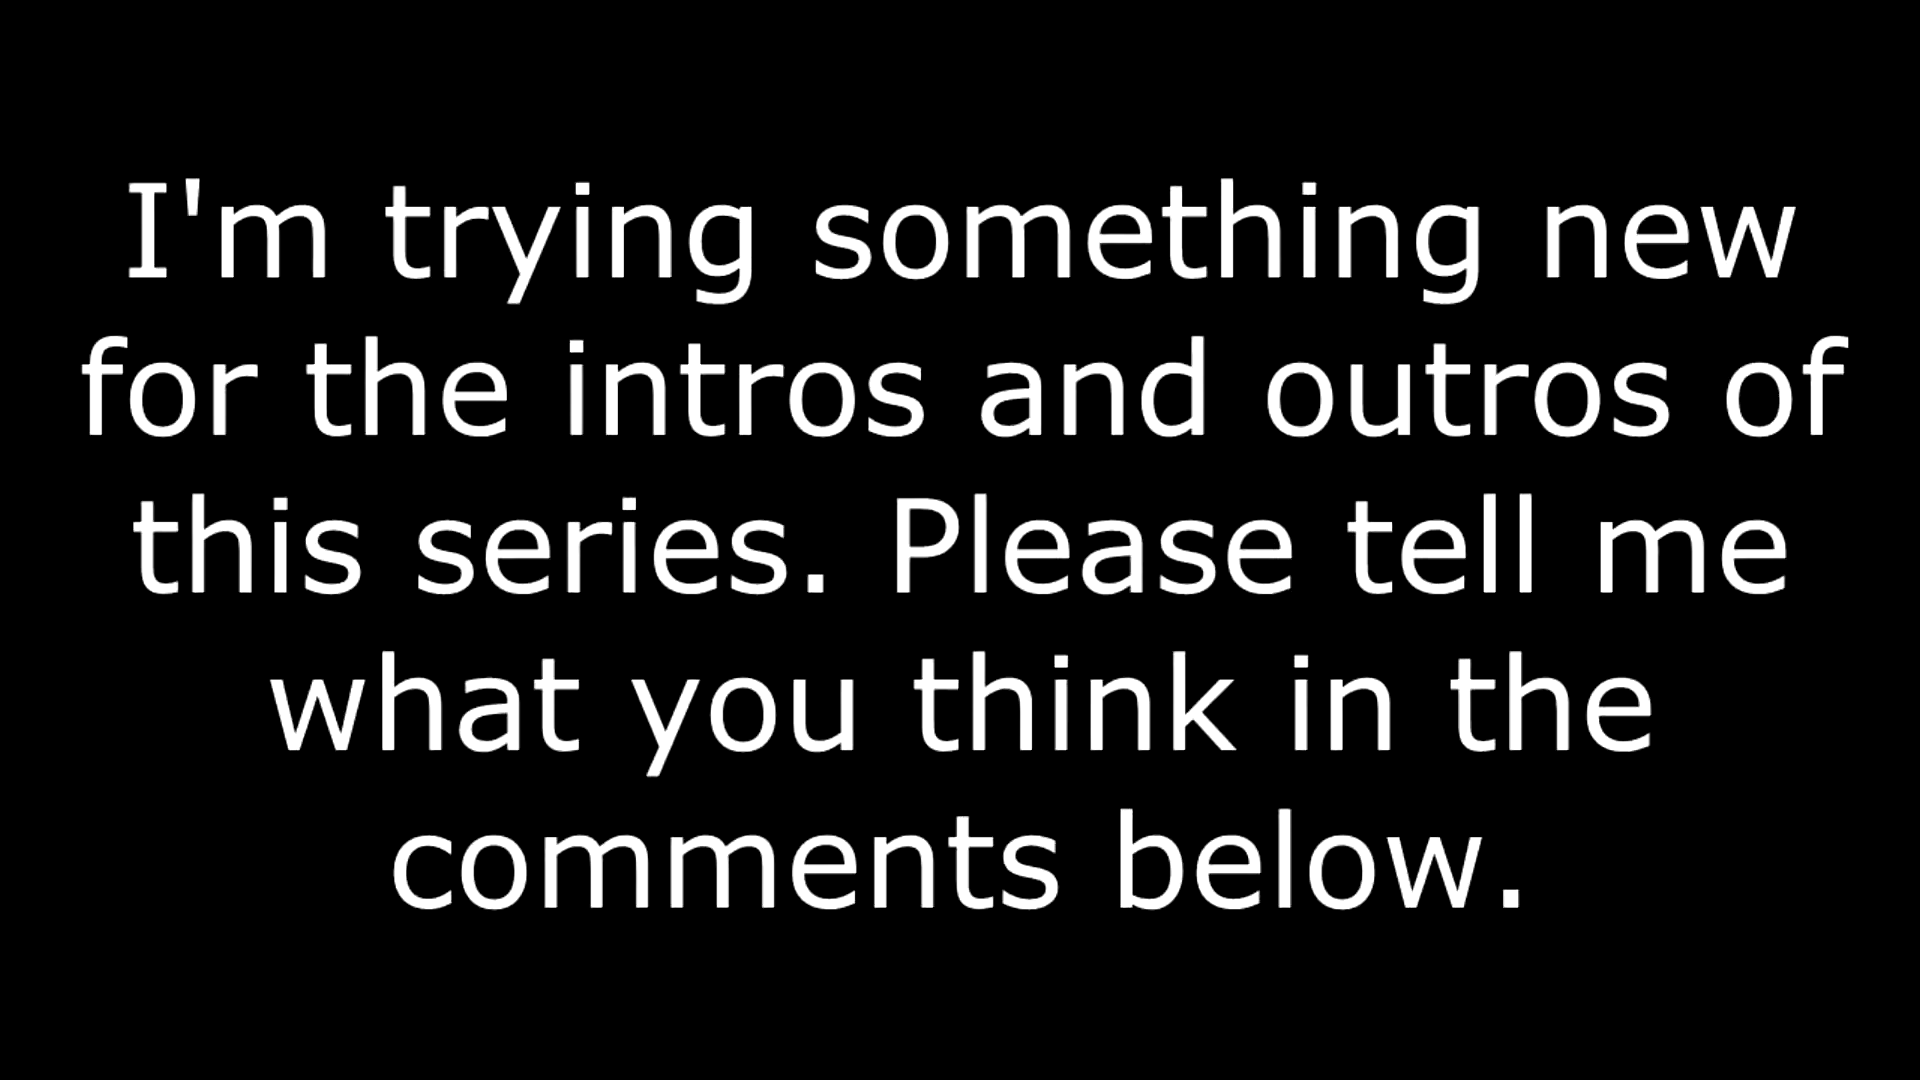 I'm trying something new
for the intros and outros of
this series. Please tell me
what you think in the
comments below.